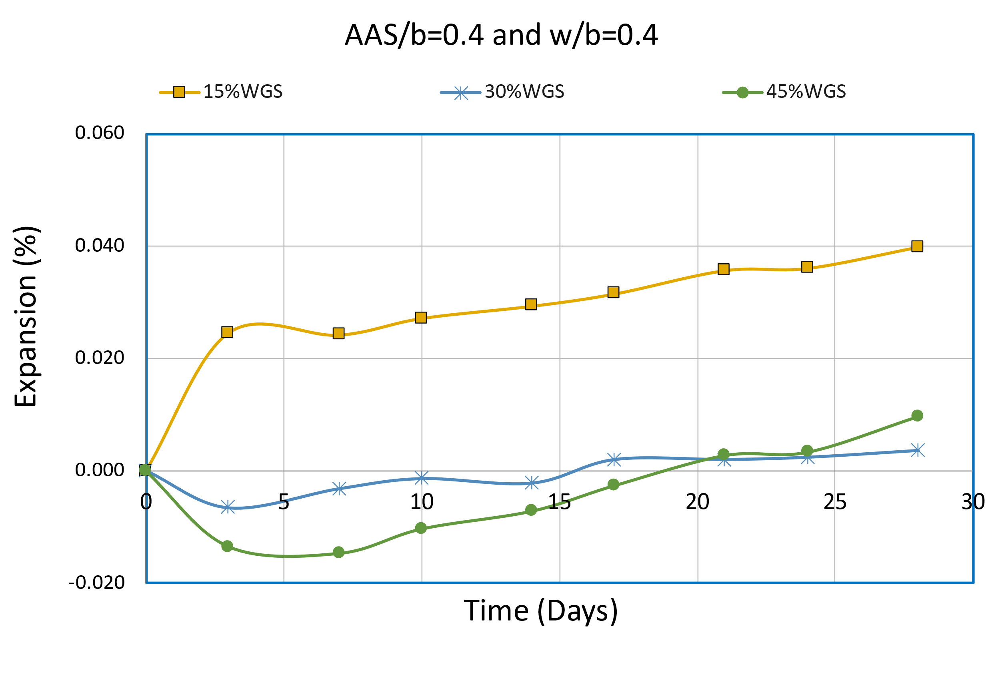 AAS/b=0.4 and w/b=0.4
15%WGS 30%WGS 45%WGS
0.060
0.040
0.020
0.000
-0.020
Expansion (%)
0 5 10 15 20 25 30
Time (Days)